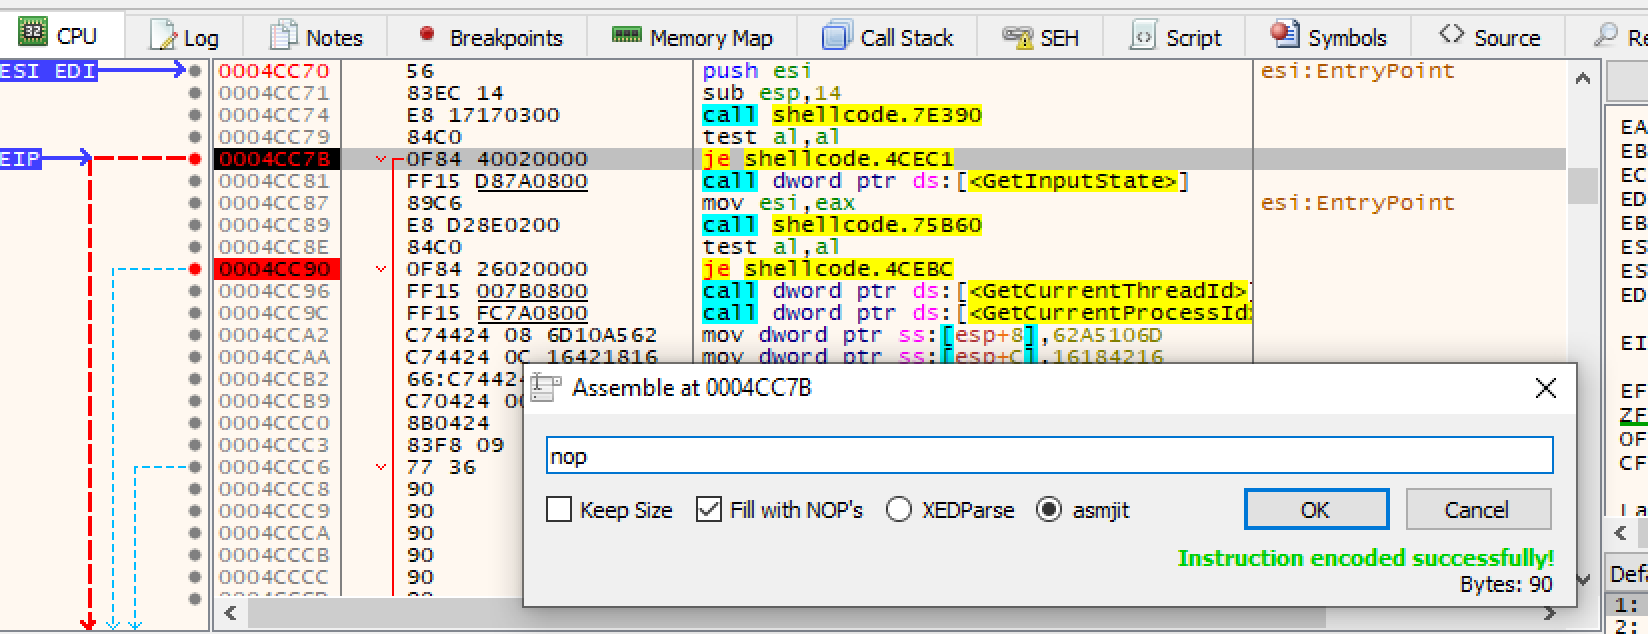 CPU Log Notes Breakpoints Memory Map Call Stack SEH Script Symbols Source Re
ESI EDI 0004CC70 56 push esi esi:EntryPoint
0004CC71 83EC 14 sub esp,14
0004CC74 E8 17170300 call shellcode.7E390
0004CC79 84C0 test al,al
EIP 0004CC7B 0F84 40020000 je shellcode.4CEC1
0004CC81 FF15 D87A0800 call dword ptr ds:[<GetInputState>]
0004CC87 89C6 mov esi,eax esi:EntryPoint
0004CC89 E8 D28E0200 call shellcode.75B60
0004CC8E 84C0 test al,al
0004CC90 0F84 26020000 je shellcode.4CEBC
0004CC96 FF15 007B0800 call dword ptr ds:[<GetCurrentThreadId>]
0004CC9C FF15 FC7A0800 call dword ptr ds:[<GetCurrentProcessId>
0004CCA2 C74424 08 6D10A562 mov dword ptr ss:[esp+8],62A5106D
0004CCAA C74424 0C 16421816 mov dword ptr ss:[esp+C],16184216
0004CCB2 66:C74424
0004CCB9 C70424 00
0004CCC0 8B0424
0004CCC3 83F8 09
0004CCC6 77 36
0004CCC8 90
0004CCC9 90
0004CCCA 90
0004CCCB 90
0004CCCC 90
Assemble at 0004CC7B
nop
Keep Size Fill with NOP's XEDParse asmjit OK Cancel
Instruction encoded successfully!
Bytes: 90
EA
EB
EC
ED
EB
ES
ES
ED
EI
EF
ZF
OF
CF
La
Defa
1:
2: